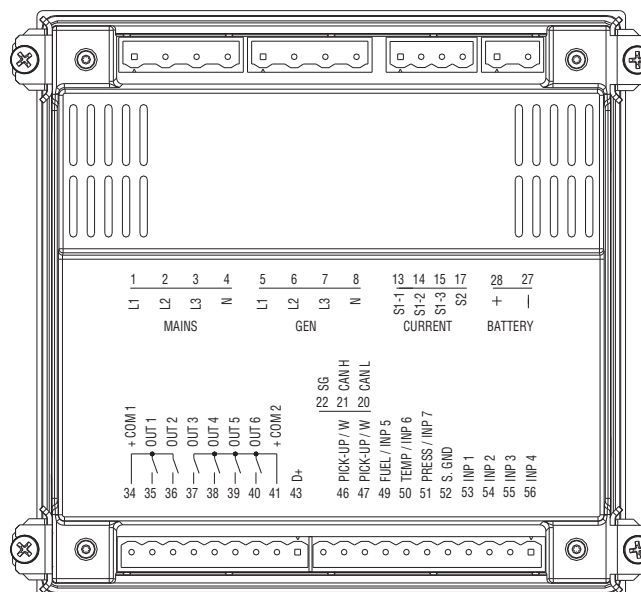 1 2 3 4 5 6 7 8 13 14 15 17 28 27
L1 L2 L3 N L1 L2 L3 N S1-1 S1-2 S1-3 S2 + –
MAINS GEN CURRENT BATTERY
SG CAN H CAN L
22 21 20
+ COM 1 OUT 1 OUT 2 OUT 3 OUT 4 OUT 5 OUT 6 + COM 2 D+ PICK-UP / W PICK-UP / W FUEL / INP 5 TEMP / INP 6 PRESS / INP 7 S. GND INP 1 INP 2 INP 3 INP 4
34 35 36 37 38 39 40 41 43 46 47 49 50 51 52 53 54 55 56